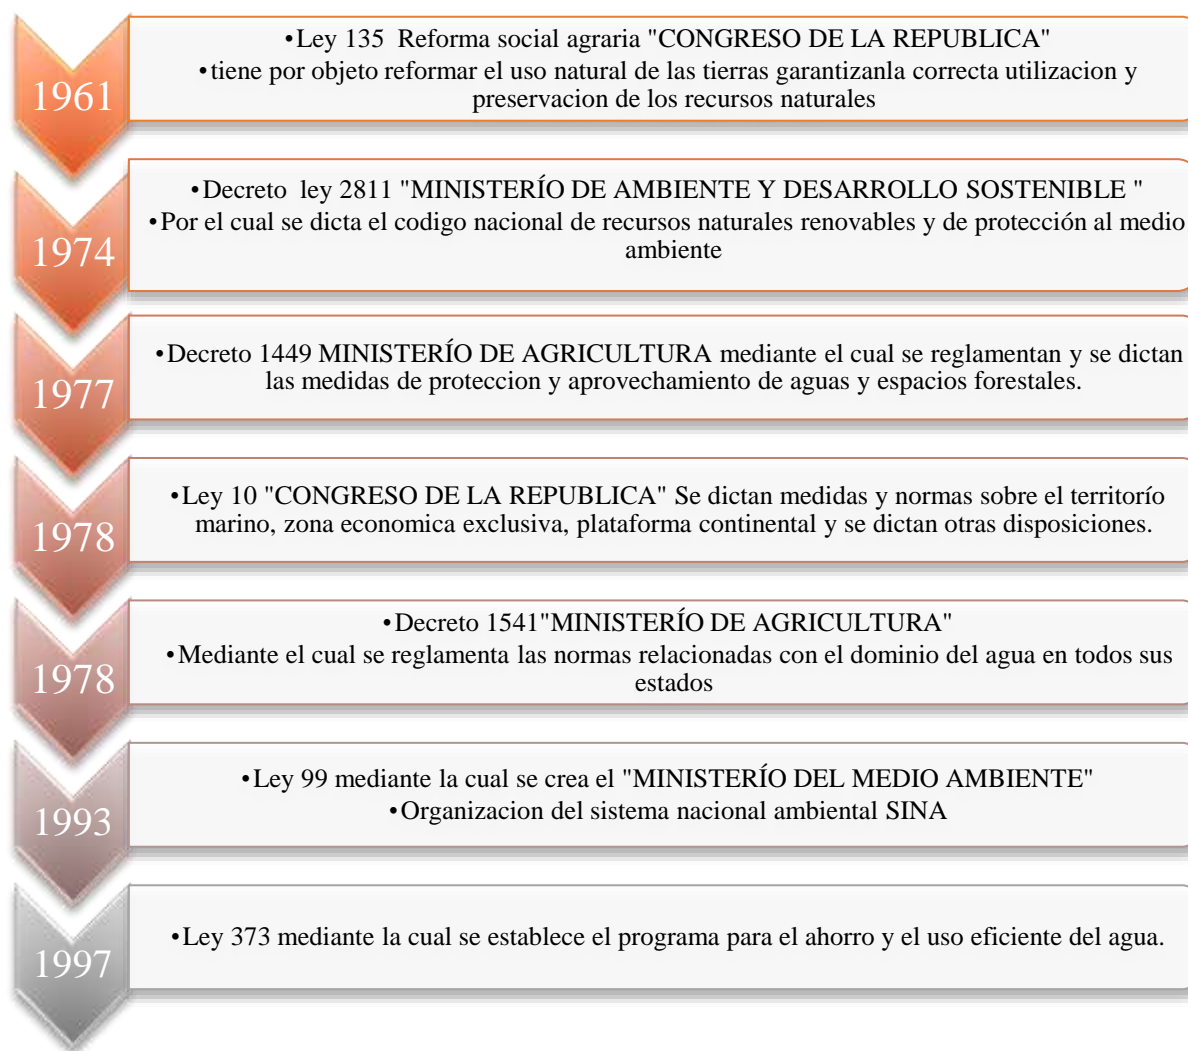 1961
•Ley 135  Reforma social agraria "CONGRESO DE LA REPUBLICA"
•tiene por objeto reformar el uso natural de las tierras garantizanla correcta utilizacion y
preservacion de los recursos naturales
1974
•Decreto  ley 2811 "MINISTERÍO DE AMBIENTE Y DESARROLLO SOSTENIBLE "
•Por el cual se dicta el codigo nacional de recursos naturales renovables y de protección al medio
ambiente
1977
•Decreto 1449 MINISTERÍO DE AGRICULTURA mediante el cual se reglamentan y se dictan
las medidas de proteccion y aprovechamiento de aguas y espacios forestales.
1978
•Ley 10 "CONGRESO DE LA REPUBLICA" Se dictan medidas y normas sobre el territorío
marino, zona economica exclusiva, plataforma continental y se dictan otras disposiciones.
1978
•Decreto 1541"MINISTERÍO DE AGRICULTURA"
•Mediante el cual se reglamenta las normas relacionadas con el dominio del agua en todos sus
estados
1993
•Ley 99 mediante la cual se crea el "MINISTERÍO DEL MEDIO AMBIENTE"
•Organizacion del sistema nacional ambiental SINA
1997
•Ley 373 mediante la cual se establece el programa para el ahorro y el uso eficiente del agua.